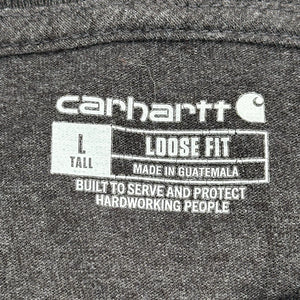 carhartt
L LOOSE FIT
TALL MADE IN GUATEMALA
BUILT TO SERVE AND PROTECT
HARDWORKING PEOPLE